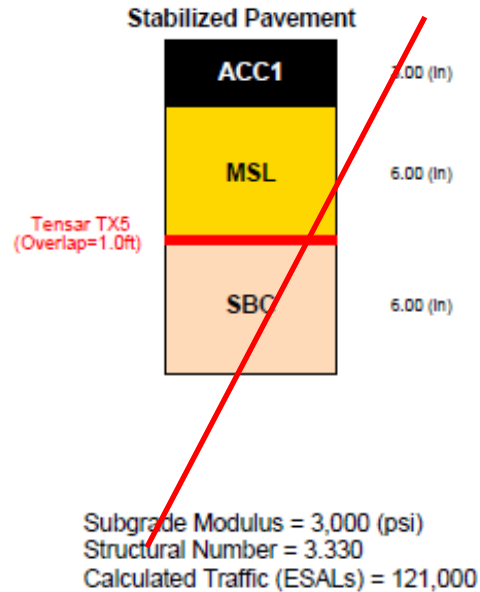 Stabilized Pavement
ACC1
(in)
MSL
6.00 (in)
Tensar TX5
(Overlap=1.0ft)
SBC
6.00 (in)
Subgrade Modulus = 3,000 (psi)
Structural Number = 3.330
Calculated Traffic (ESALs) = 121,000